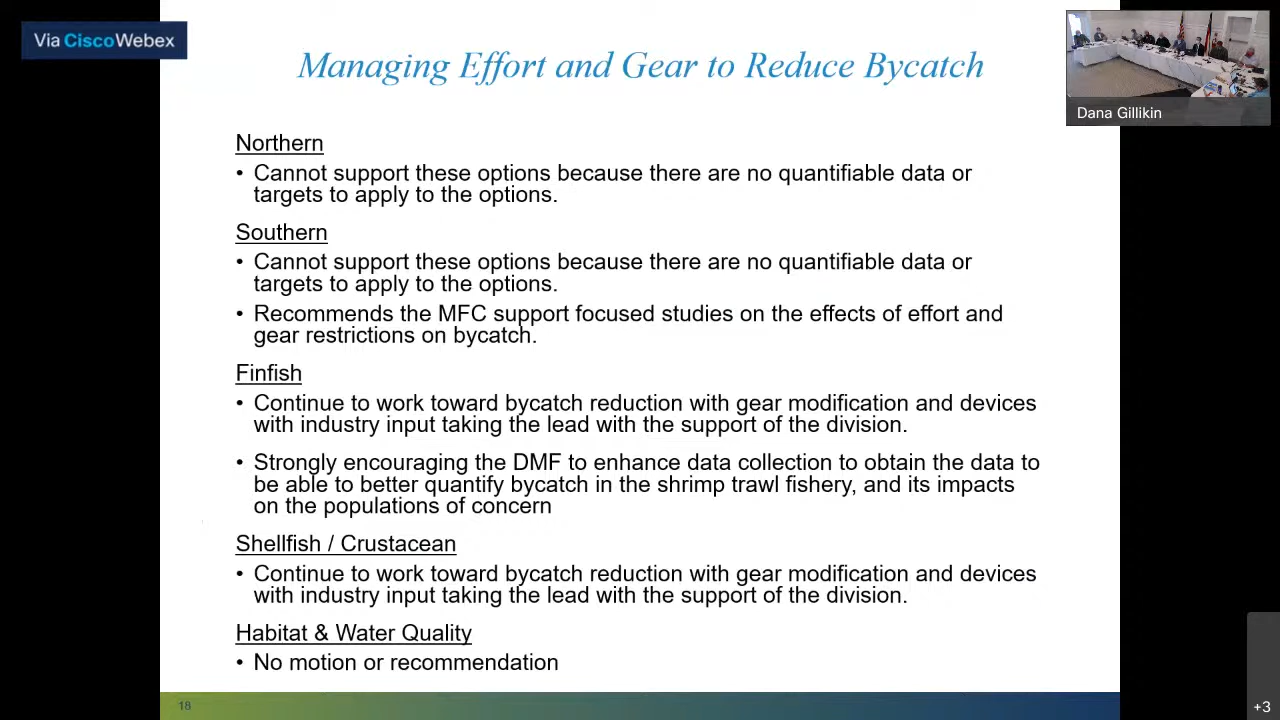 Via CiscoWebex
Managing Effort and Gear to Reduce Bycatch
Dana Gillikin
Northern
• Cannot support these options because there are no quantifiable data or
targets to apply to the options.
Southern
• Cannot support these options because there are no quantifiable data or
targets to apply to the options.
• Recommends the MFC support focused studies on the effects of effort and
gear restrictions on bycatch.
Finfish
• Continue to work toward bycatch reduction with gear modification and devices
with industry input taking the lead with the support of the division.
• Strongly encouraging the DMF to enhance data collection to obtain the data to
be able to better quantify bycatch in the shrimp trawl fishery, and its impacts
on the populations of concern
Shellfish / Crustacean
• Continue to work toward bycatch reduction with gear modification and devices
with industry input taking the lead with the support of the division.
Habitat & Water Quality
• No motion or recommendation
18
+3